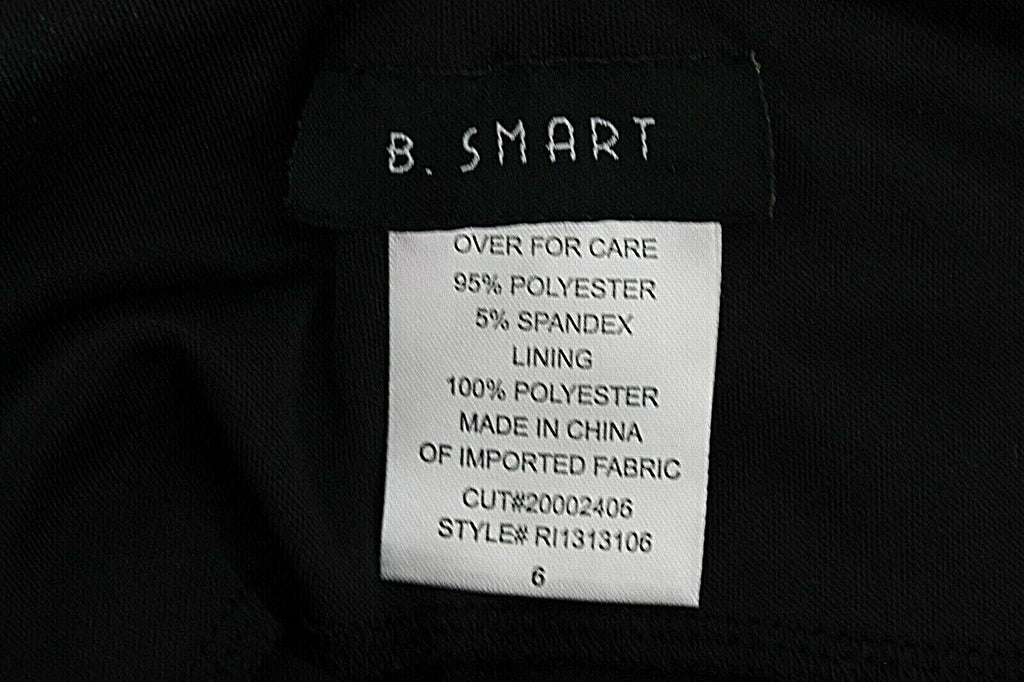 B. SMART
OVER FOR CARE
95% POLYESTER
5% SPANDEX
LINING
100% POLYESTER
MADE IN CHINA
OF IMPORTED FABRIC
CUT#20002406
STYLE# RI1313106
6